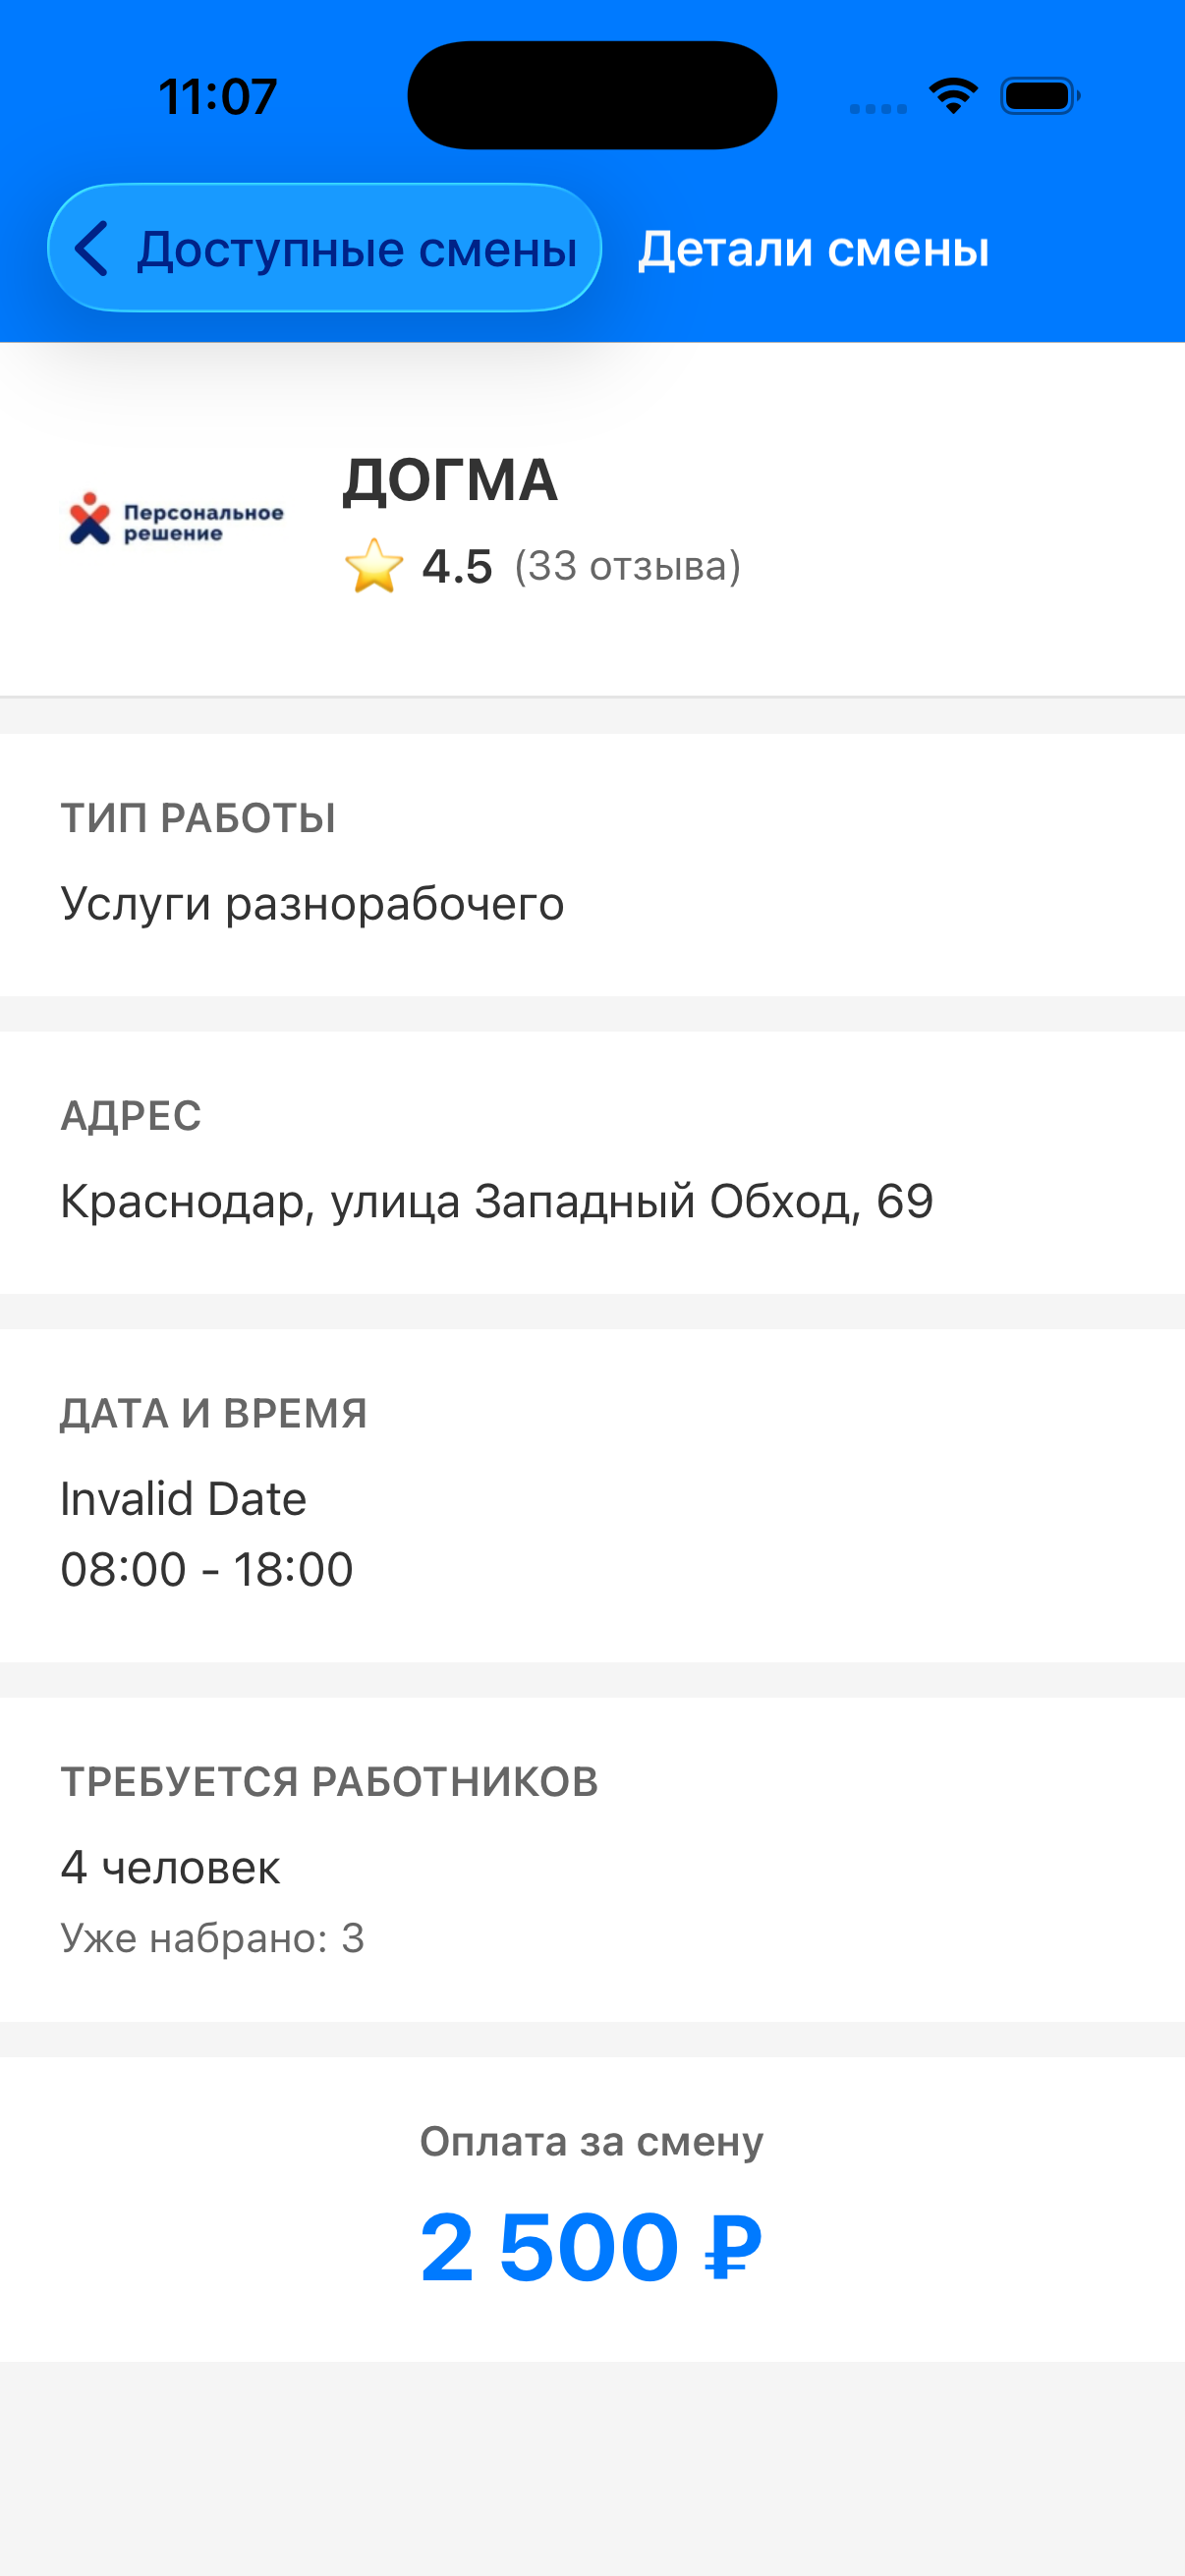 11:07
Доступные смены
Детали смены
Персональное
решение
ДОГМА
4.5 (33 отзыва)
ТИП РАБОТЫ
Услуги разнорабочего
АДРЕС
Краснодар, улица Западный Обход, 69
ДАТА И ВРЕМЯ
Invalid Date
08:00 - 18:00
ТРЕБУЕТСЯ РАБОТНИКОВ
4 человек
Уже набрано: 3
Оплата за смену
2 500 ₽